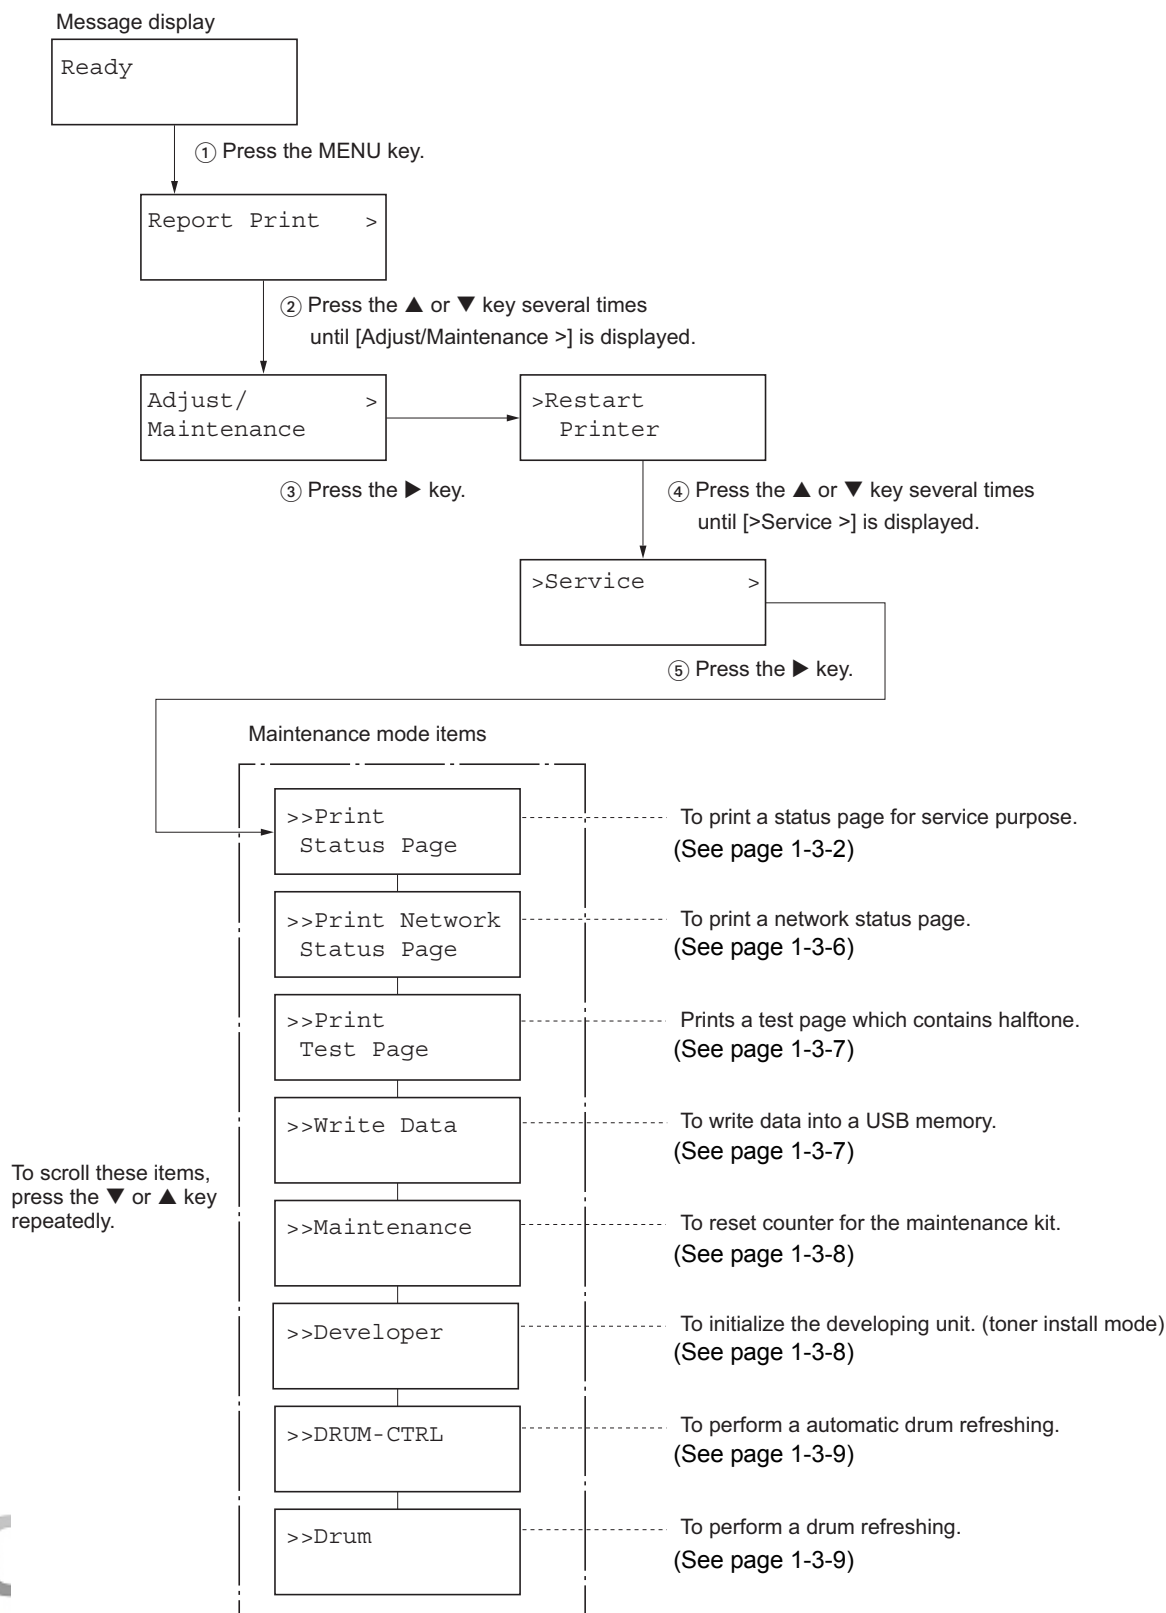 Message display
Ready
① Press the MENU key.
Report Print >
② Press the ▲ or ▼ key several times
until [Adjust/Maintenance >] is displayed.
Adjust/ >
Maintenance
>Restart
Printer
③ Press the ▶ key.
④ Press the ▲ or ▼ key several times
until [>Service >] is displayed.
>Service >
⑤ Press the ▶ key.
Maintenance mode items
>>Print
Status Page
To print a status page for service purpose.
(See page 1-3-2)
>>Print Network
Status Page
To print a network status page.
(See page 1-3-6)
>>Print
Test Page
Prints a test page which contains halftone.
(See page 1-3-7)
>>Write Data
To write data into a USB memory.
(See page 1-3-7)
To scroll these items,
press the ▼ or ▲ key
repeatedly.
>>Maintenance
To reset counter for the maintenance kit.
(See page 1-3-8)
>>Developer
To initialize the developing unit. (toner install mode)
(See page 1-3-8)
>>DRUM-CTRL
To perform a automatic drum refreshing.
(See page 1-3-9)
>>Drum
To perform a drum refreshing.
(See page 1-3-9)